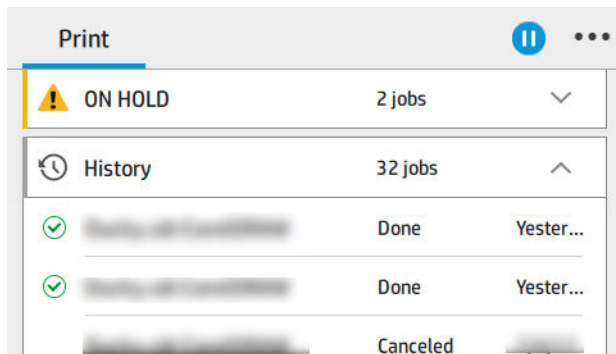 Print
ON HOLD 2 jobs
History 32 jobs
Done Yester...
Done Yester...
Canceled